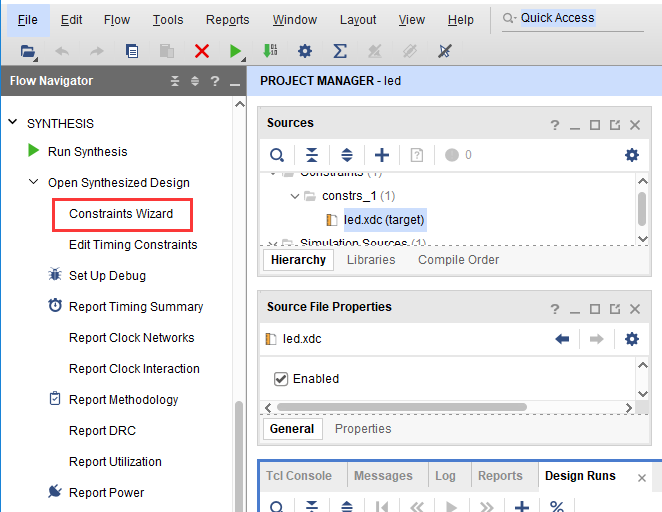 File Edit Flow Tools Reports Window Layout View Help Quick Access
Flow Navigator
SYNTHESIS
Run Synthesis
Open Synthesized Design
Constraints Wizard
Edit Timing Constraints
Set Up Debug
Report Timing Summary
Report Clock Networks
Report Clock Interaction
Report Methodology
Report DRC
Report Utilization
Report Power
PROJECT MANAGER - led
Sources
0
Constraints (1)
constrs_1 (1)
led.xdc (target)
Simulation Sources (1)
Hierarchy Libraries Compile Order
Source File Properties
led.xdc
Enabled
General Properties
Tcl Console Messages Log Reports Design Runs